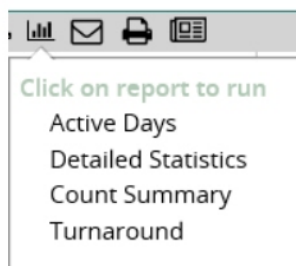 Click on report to run
Active Days
Detailed Statistics
Count Summary
Turnaround